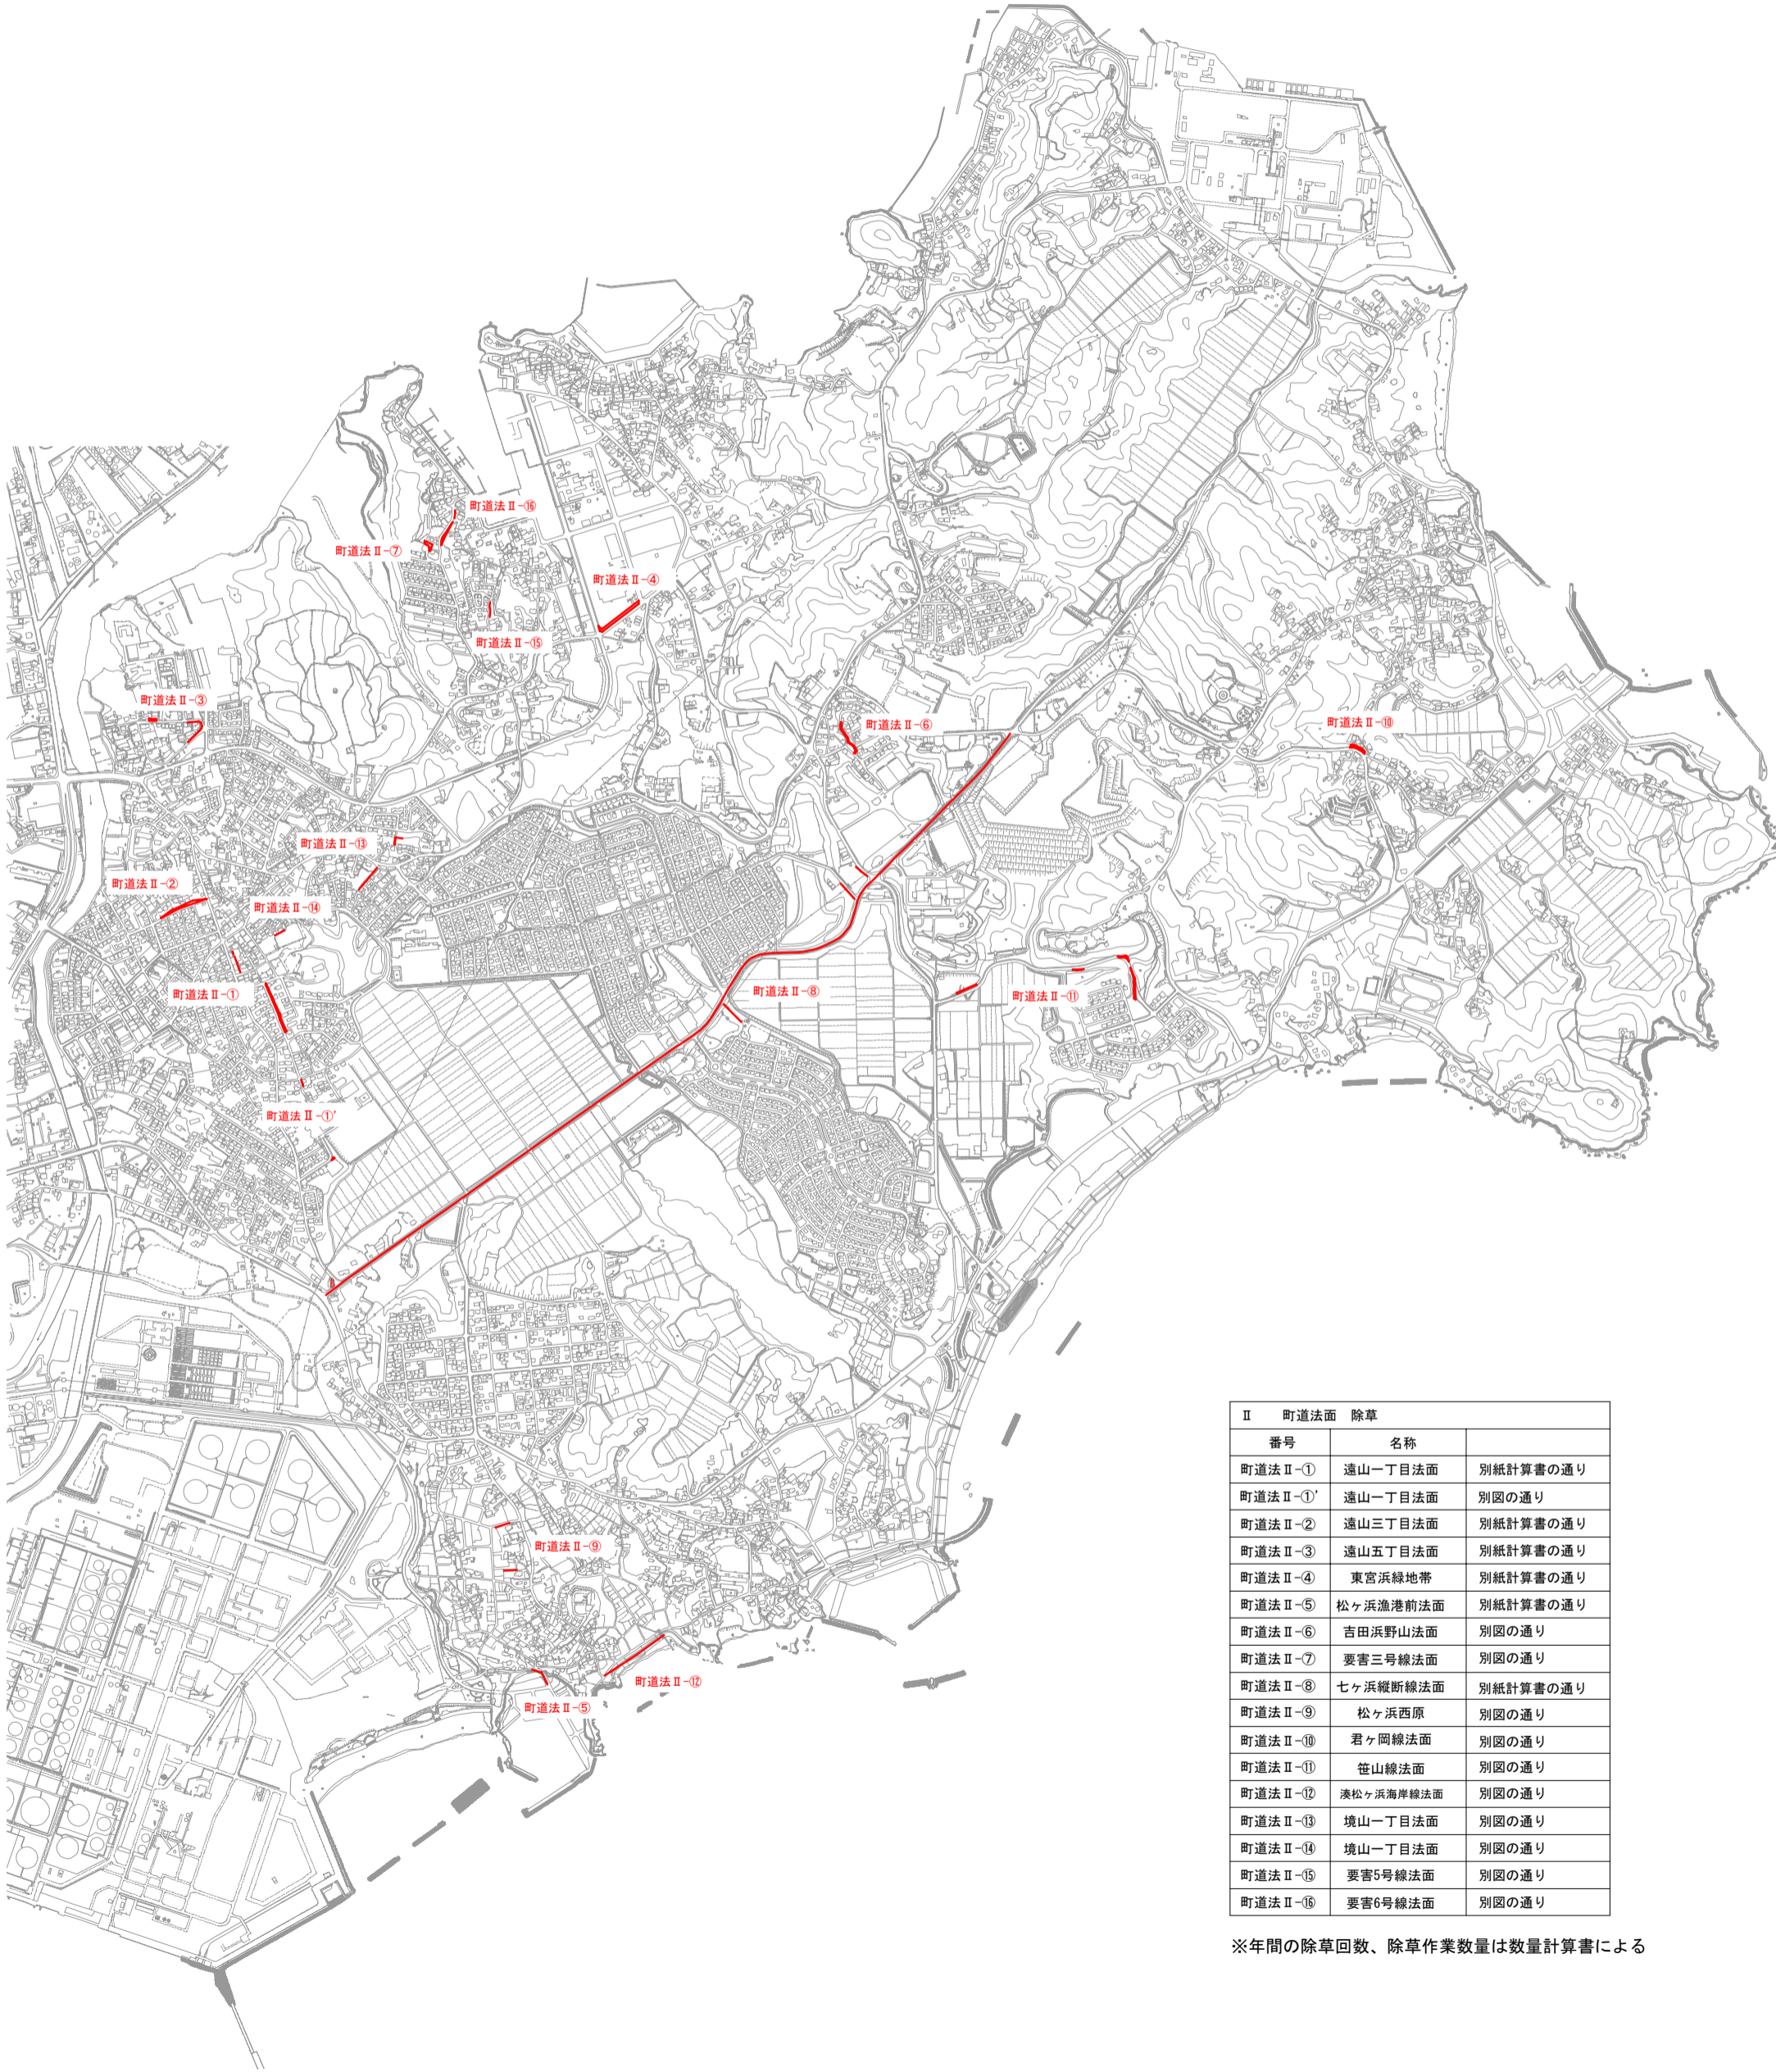 町道法Ⅱ-⑯
町道法Ⅱ-⑦
町道法Ⅱ-④
町道法Ⅱ-⑮
町道法Ⅱ-③
町道法Ⅱ-⑥
町道法Ⅱ-⑩
町道法Ⅱ-⑬
町道法Ⅱ-②
町道法Ⅱ-⑭
町道法Ⅱ-①
町道法Ⅱ-⑧
町道法Ⅱ-⑪
町道法Ⅱ-①'
町道法Ⅱ-⑨
町道法Ⅱ-⑫
町道法Ⅱ-⑤
Ⅱ 町道法面 除草
番号 名称
町道法Ⅱ-① 遠山一丁目法面 別紙計算書の通り
町道法Ⅱ-①' 遠山一丁目法面 別図の通り
町道法Ⅱ-② 遠山三丁目法面 別紙計算書の通り
町道法Ⅱ-③ 遠山五丁目法面 別紙計算書の通り
町道法Ⅱ-④ 東宮浜緑地帯 別紙計算書の通り
町道法Ⅱ-⑤ 松ヶ浜漁港前法面 別紙計算書の通り
町道法Ⅱ-⑥ 吉田浜野山法面 別図の通り
町道法Ⅱ-⑦ 要害三号線法面 別図の通り
町道法Ⅱ-⑧ 七ヶ浜縦断線法面 別紙計算書の通り
町道法Ⅱ-⑨ 松ヶ浜西原 別図の通り
町道法Ⅱ-⑩ 君ヶ岡線法面 別図の通り
町道法Ⅱ-⑪ 笹山線法面 別図の通り
町道法Ⅱ-⑫ 湊松ヶ浜海岸線法面 別図の通り
町道法Ⅱ-⑬ 境山一丁目法面 別図の通り
町道法Ⅱ-⑭ 境山一丁目法面 別図の通り
町道法Ⅱ-⑮ 要害5号線法面 別図の通り
町道法Ⅱ-⑯ 要害6号線法面 別図の通り
※年間の除草回数、除草作業数量は数量計算書による